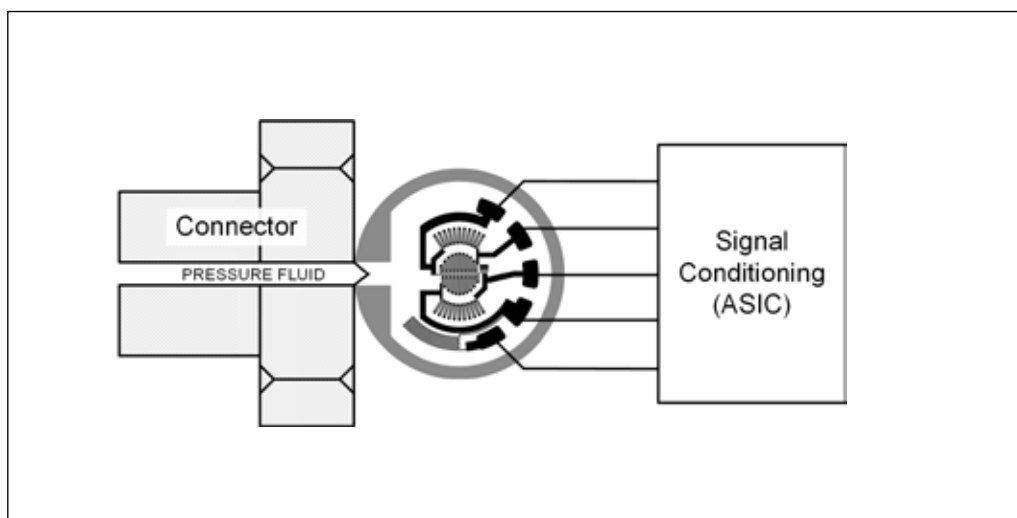 Connector
PRESSURE FLUID
Signal
Conditioning
(ASIC)